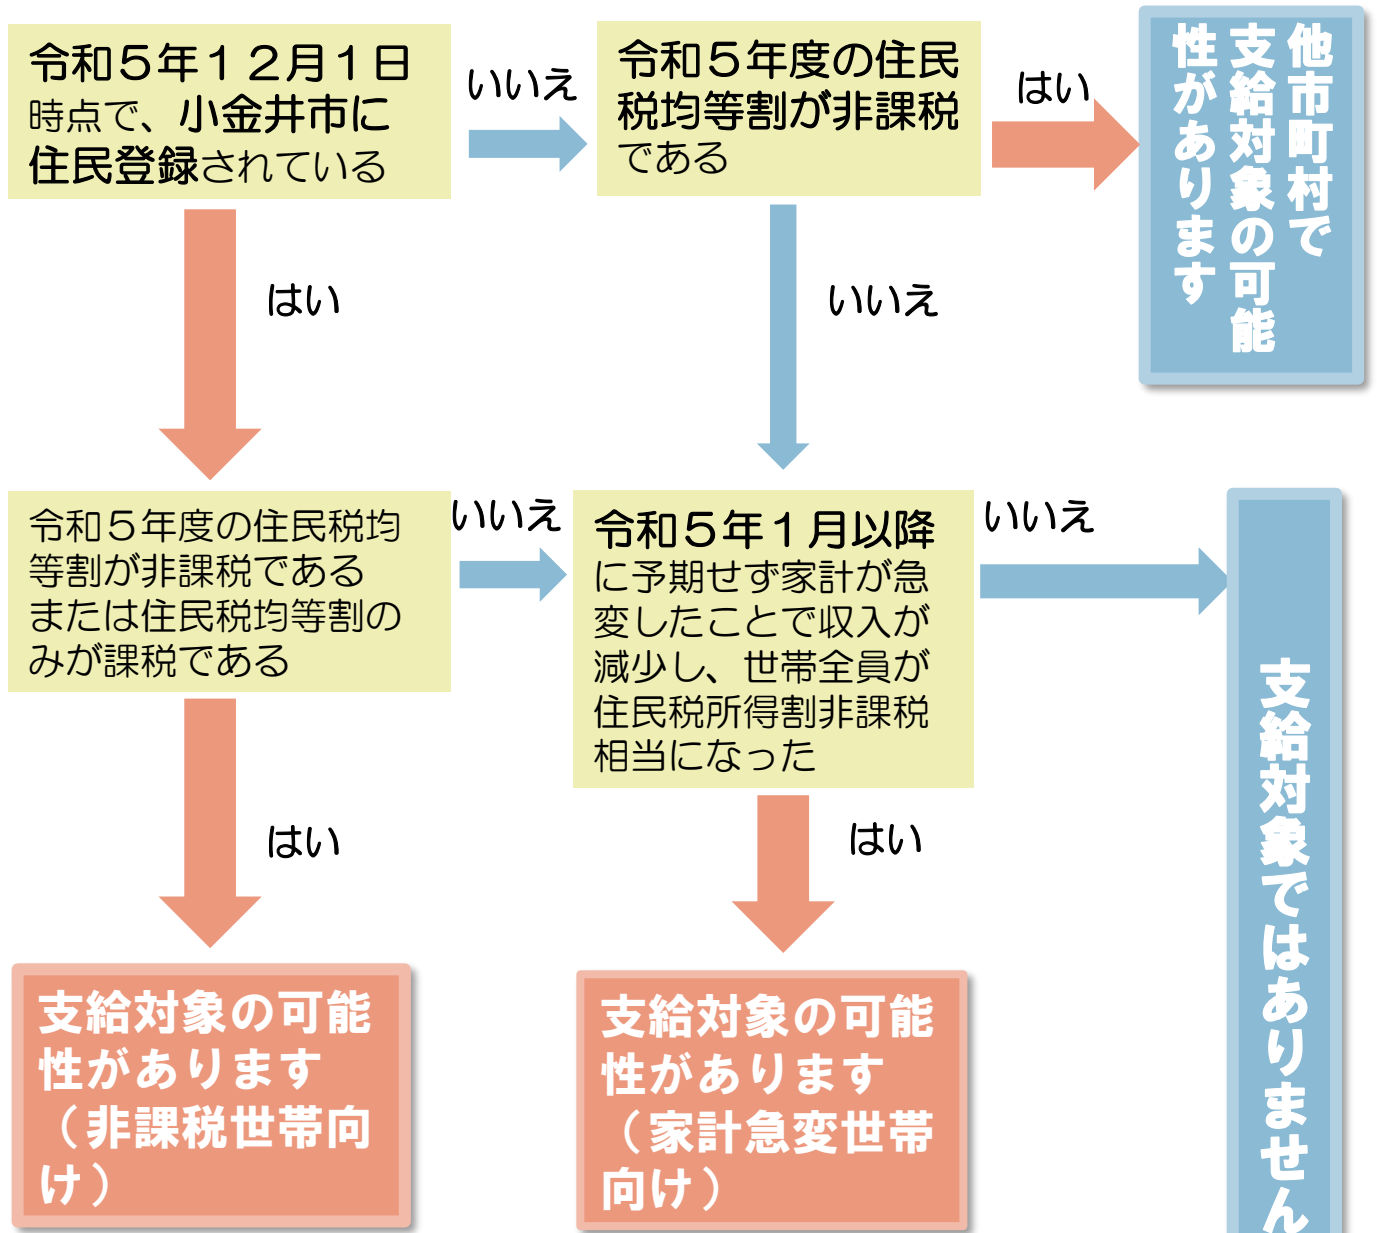 令和５年１２月１日
時点で、小金井市に
住民登録されている
いいえ
令和５年度の住民
税均等割が非課税
である
はい
他市町村で
支給対象の可能
性があります
はい
いいえ
令和５年度の住民税均
等割が非課税である
または住民税均等割の
みが課税である
いいえ
令和５年１月以降
に予期せず家計が急
変したことで収入が
減少し、世帯全員が
住民税所得割非課税
相当になった
いいえ
支給対象ではありません
はい
はい
支給対象の可能
性があります
（非課税世帯向
け）
支給対象の可能
性があります
（家計急変世帯
向け）